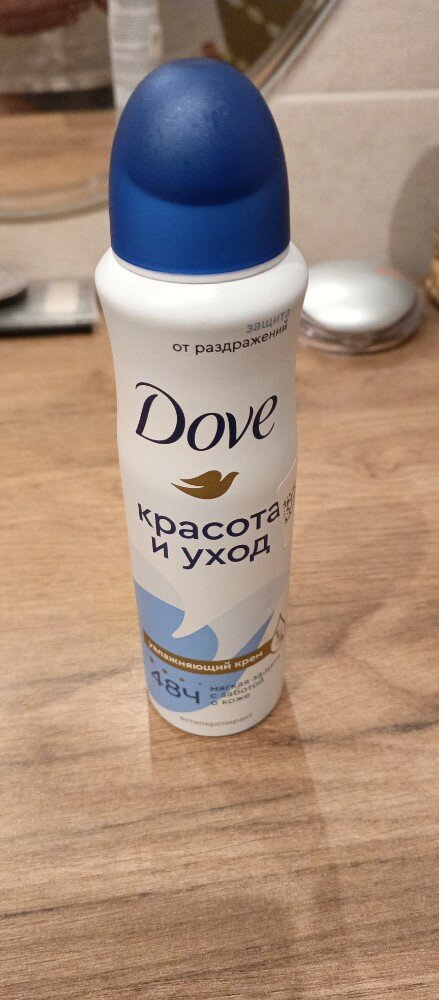 защита
от раздражений
Dove
красота
и уход
увлажняющий крем
48ч
мягкая защита
с заботой
о коже
антиперспирант